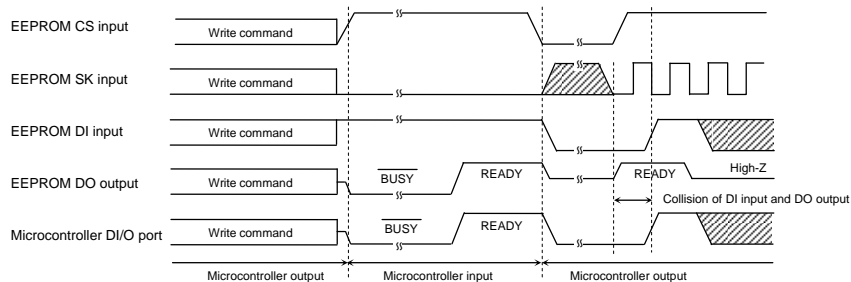 EEPROM CS input
Write command
EEPROM SK input
Write command
EEPROM DI input
Write command
EEPROM DO output
Write command
BUSY
READY
READY
High-Z
Collision of DI input and DO output
Microcontroller DI/O port
Write command
BUSY
READY
Microcontroller output
Microcontroller input
Microcontroller output